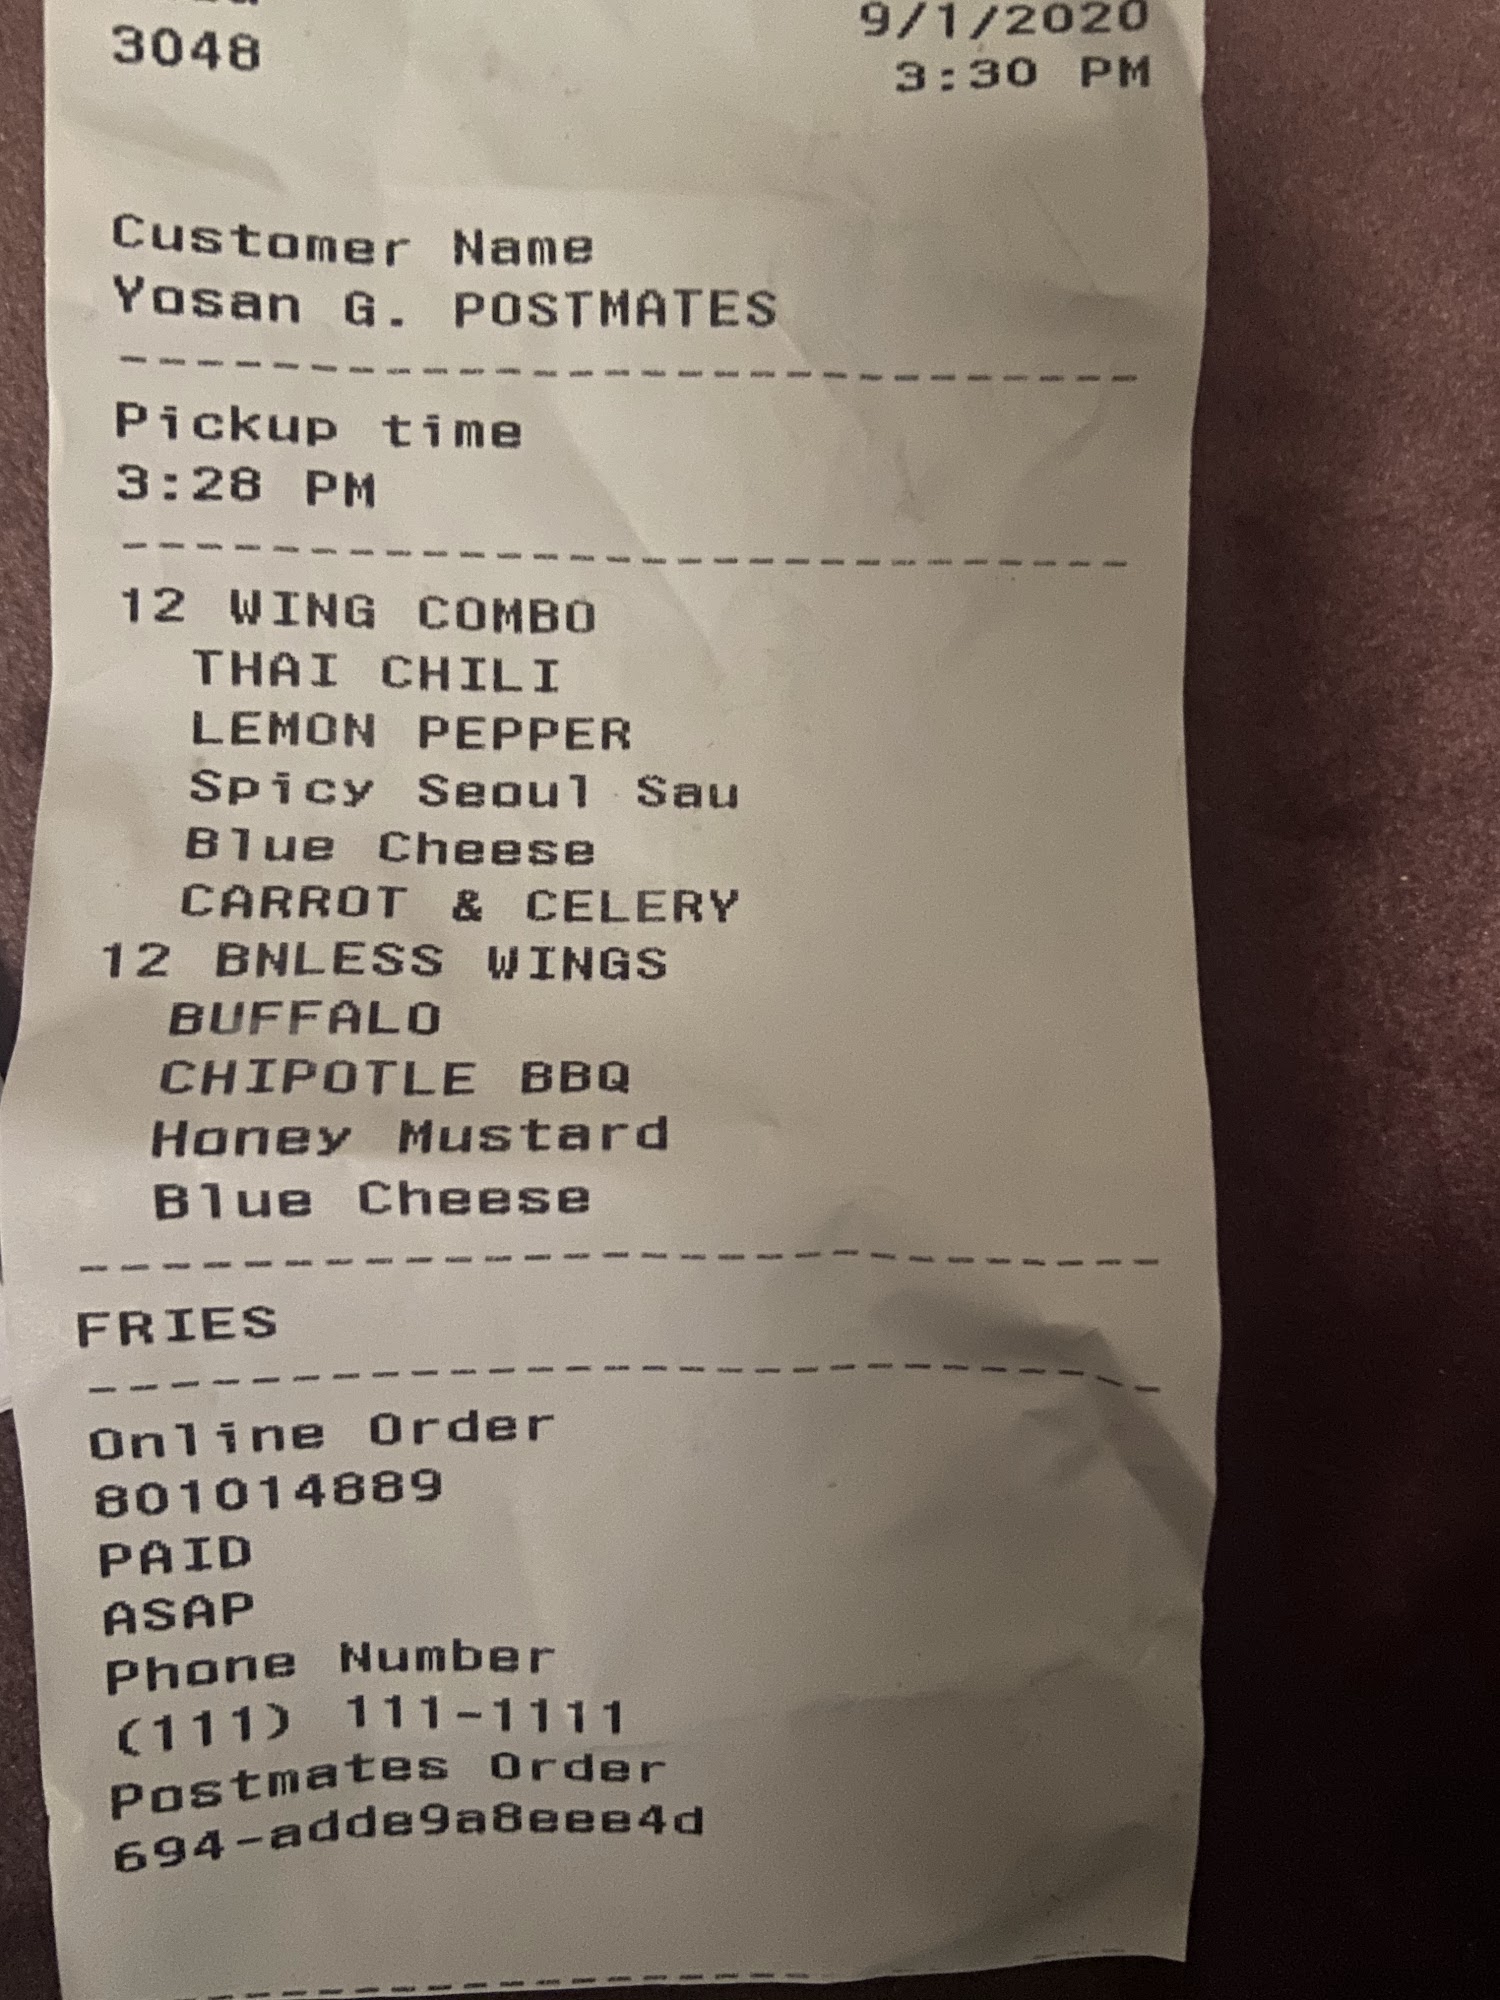 3048 9/1/2020
3:30 PM
Customer Name
Yosan G. POSTMATES
Pickup time
3:28 PM
12 WING COMBO
THAI CHILI
LEMON PEPPER
Spicy Seoul Sau
Blue Cheese
CARROT & CELERY
12 BNLESS WINGS
BUFFALO
CHIPOTLE BBQ
Honey Mustard
Blue Cheese
FRIES
Online Order
801014889
PAID
ASAP
Phone Number
(111) 111-1111
Postmates Order
694-adde9a8eee4d